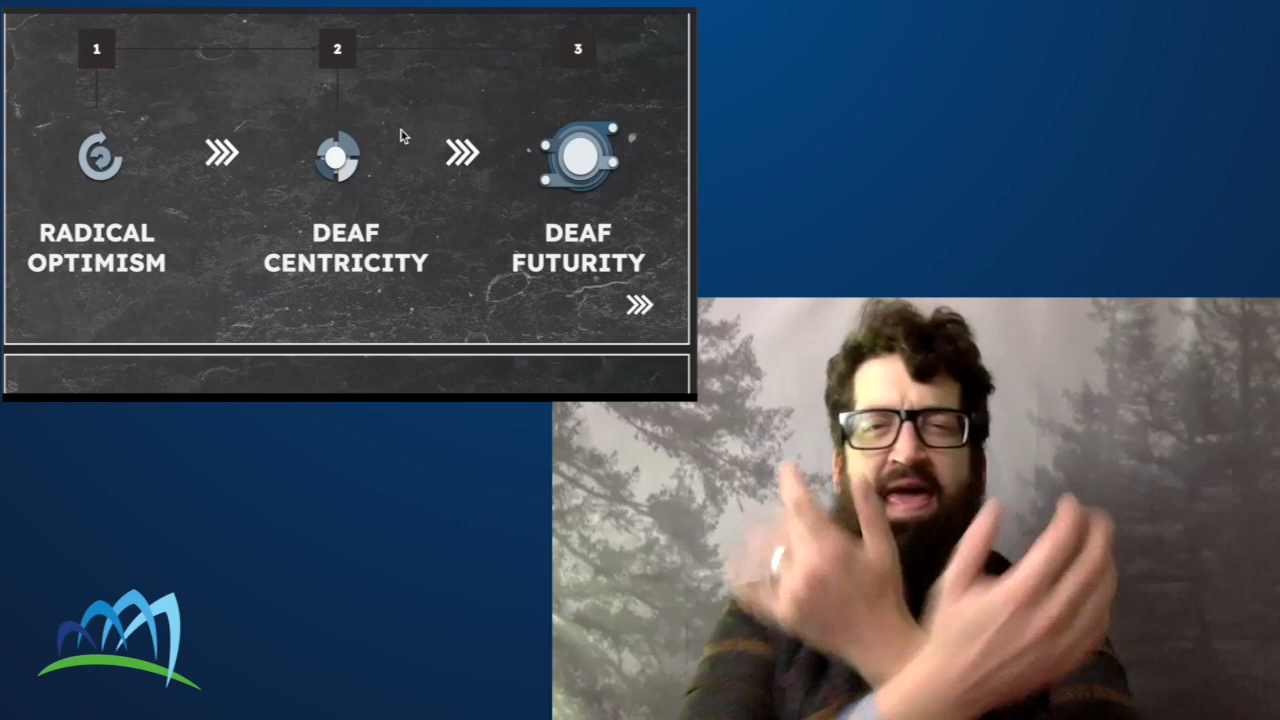 1
2
3
RADICAL
OPTIMISM
DEAF
CENTRICITY
DEAF
FUTURITY